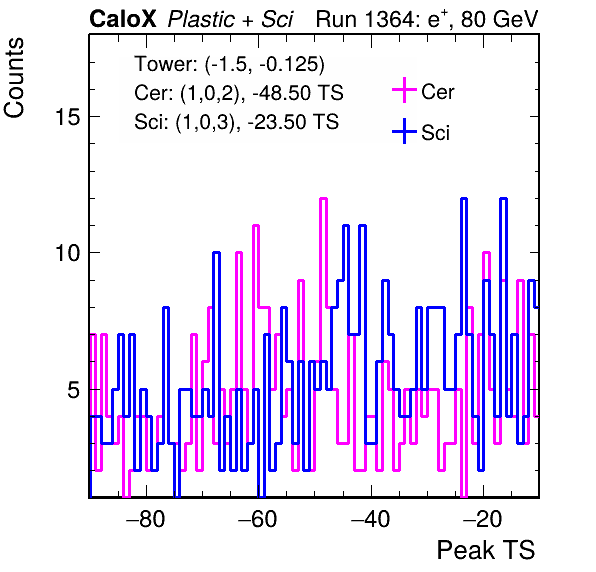 CaloX Plastic + Sci Run 1364: e+, 80 GeV
Counts
Tower: (-1.5, -0.125)
Cer: (1,0,2), -48.50 TS
Sci: (1,0,3), -23.50 TS
Cer
Sci
15
10
5
−80 −60 −40 −20
Peak TS